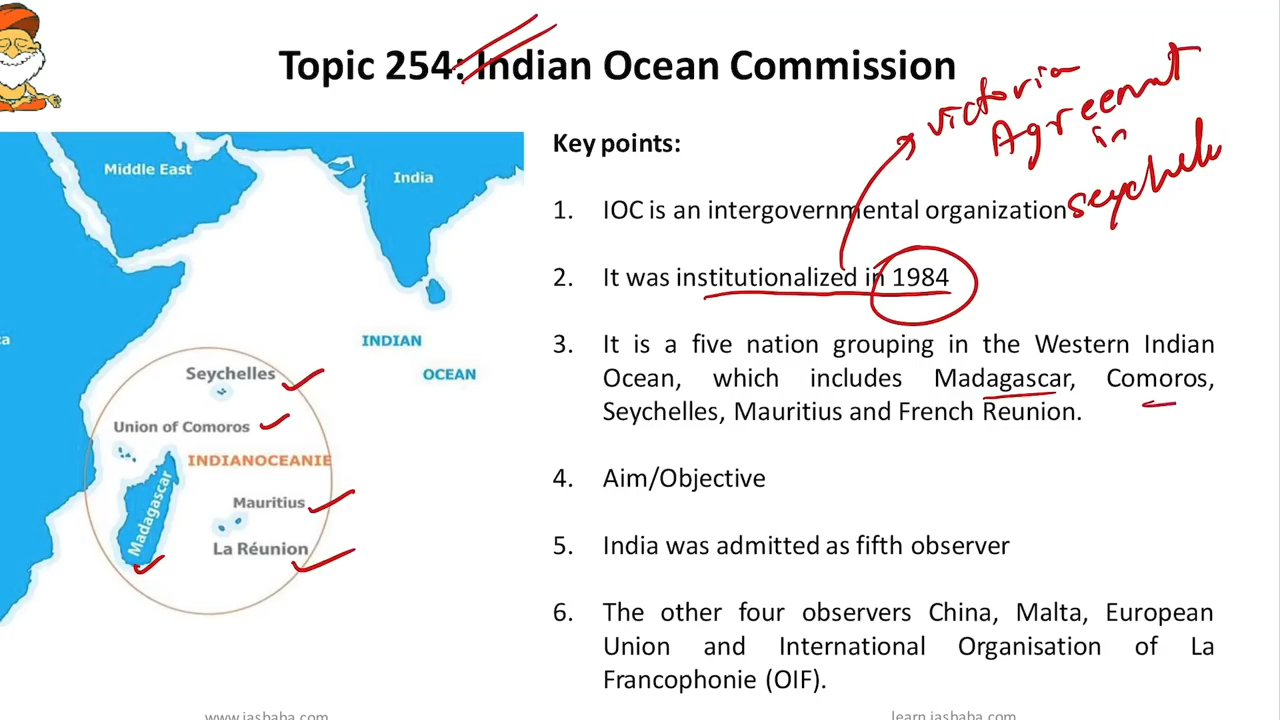 Topic 254: Indian Ocean Commission
victoria
Agreement
in
Seychelles
Middle East
India
INDIAN
OCEAN
Seychelles
Union of Comoros
INDIANOCEANIE
Madagascar
Mauritius
La Réunion
Key points:
1. IOC is an intergovernmental organization
2. It was institutionalized in 1984
3. It is a five nation grouping in the Western Indian
Ocean, which includes Madagascar, Comoros,
Seychelles, Mauritius and French Reunion.
4. Aim/Objective
5. India was admitted as fifth observer
6. The other four observers China, Malta, European
Union and International Organisation of La
Francophonie (OIF).
www.iasbaba.com
learn.iasbaba.com